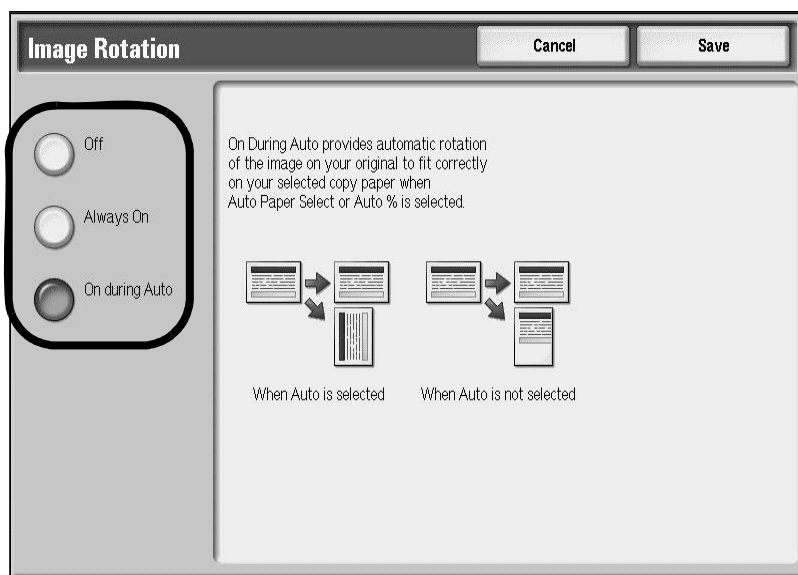 Image Rotation
Cancel
Save
Off
Always On
On during Auto
On During Auto provides automatic rotation
of the image on your original to fit correctly
on your selected copy paper when
Auto Paper Select or Auto % is selected.
When Auto is selected
When Auto is not selected